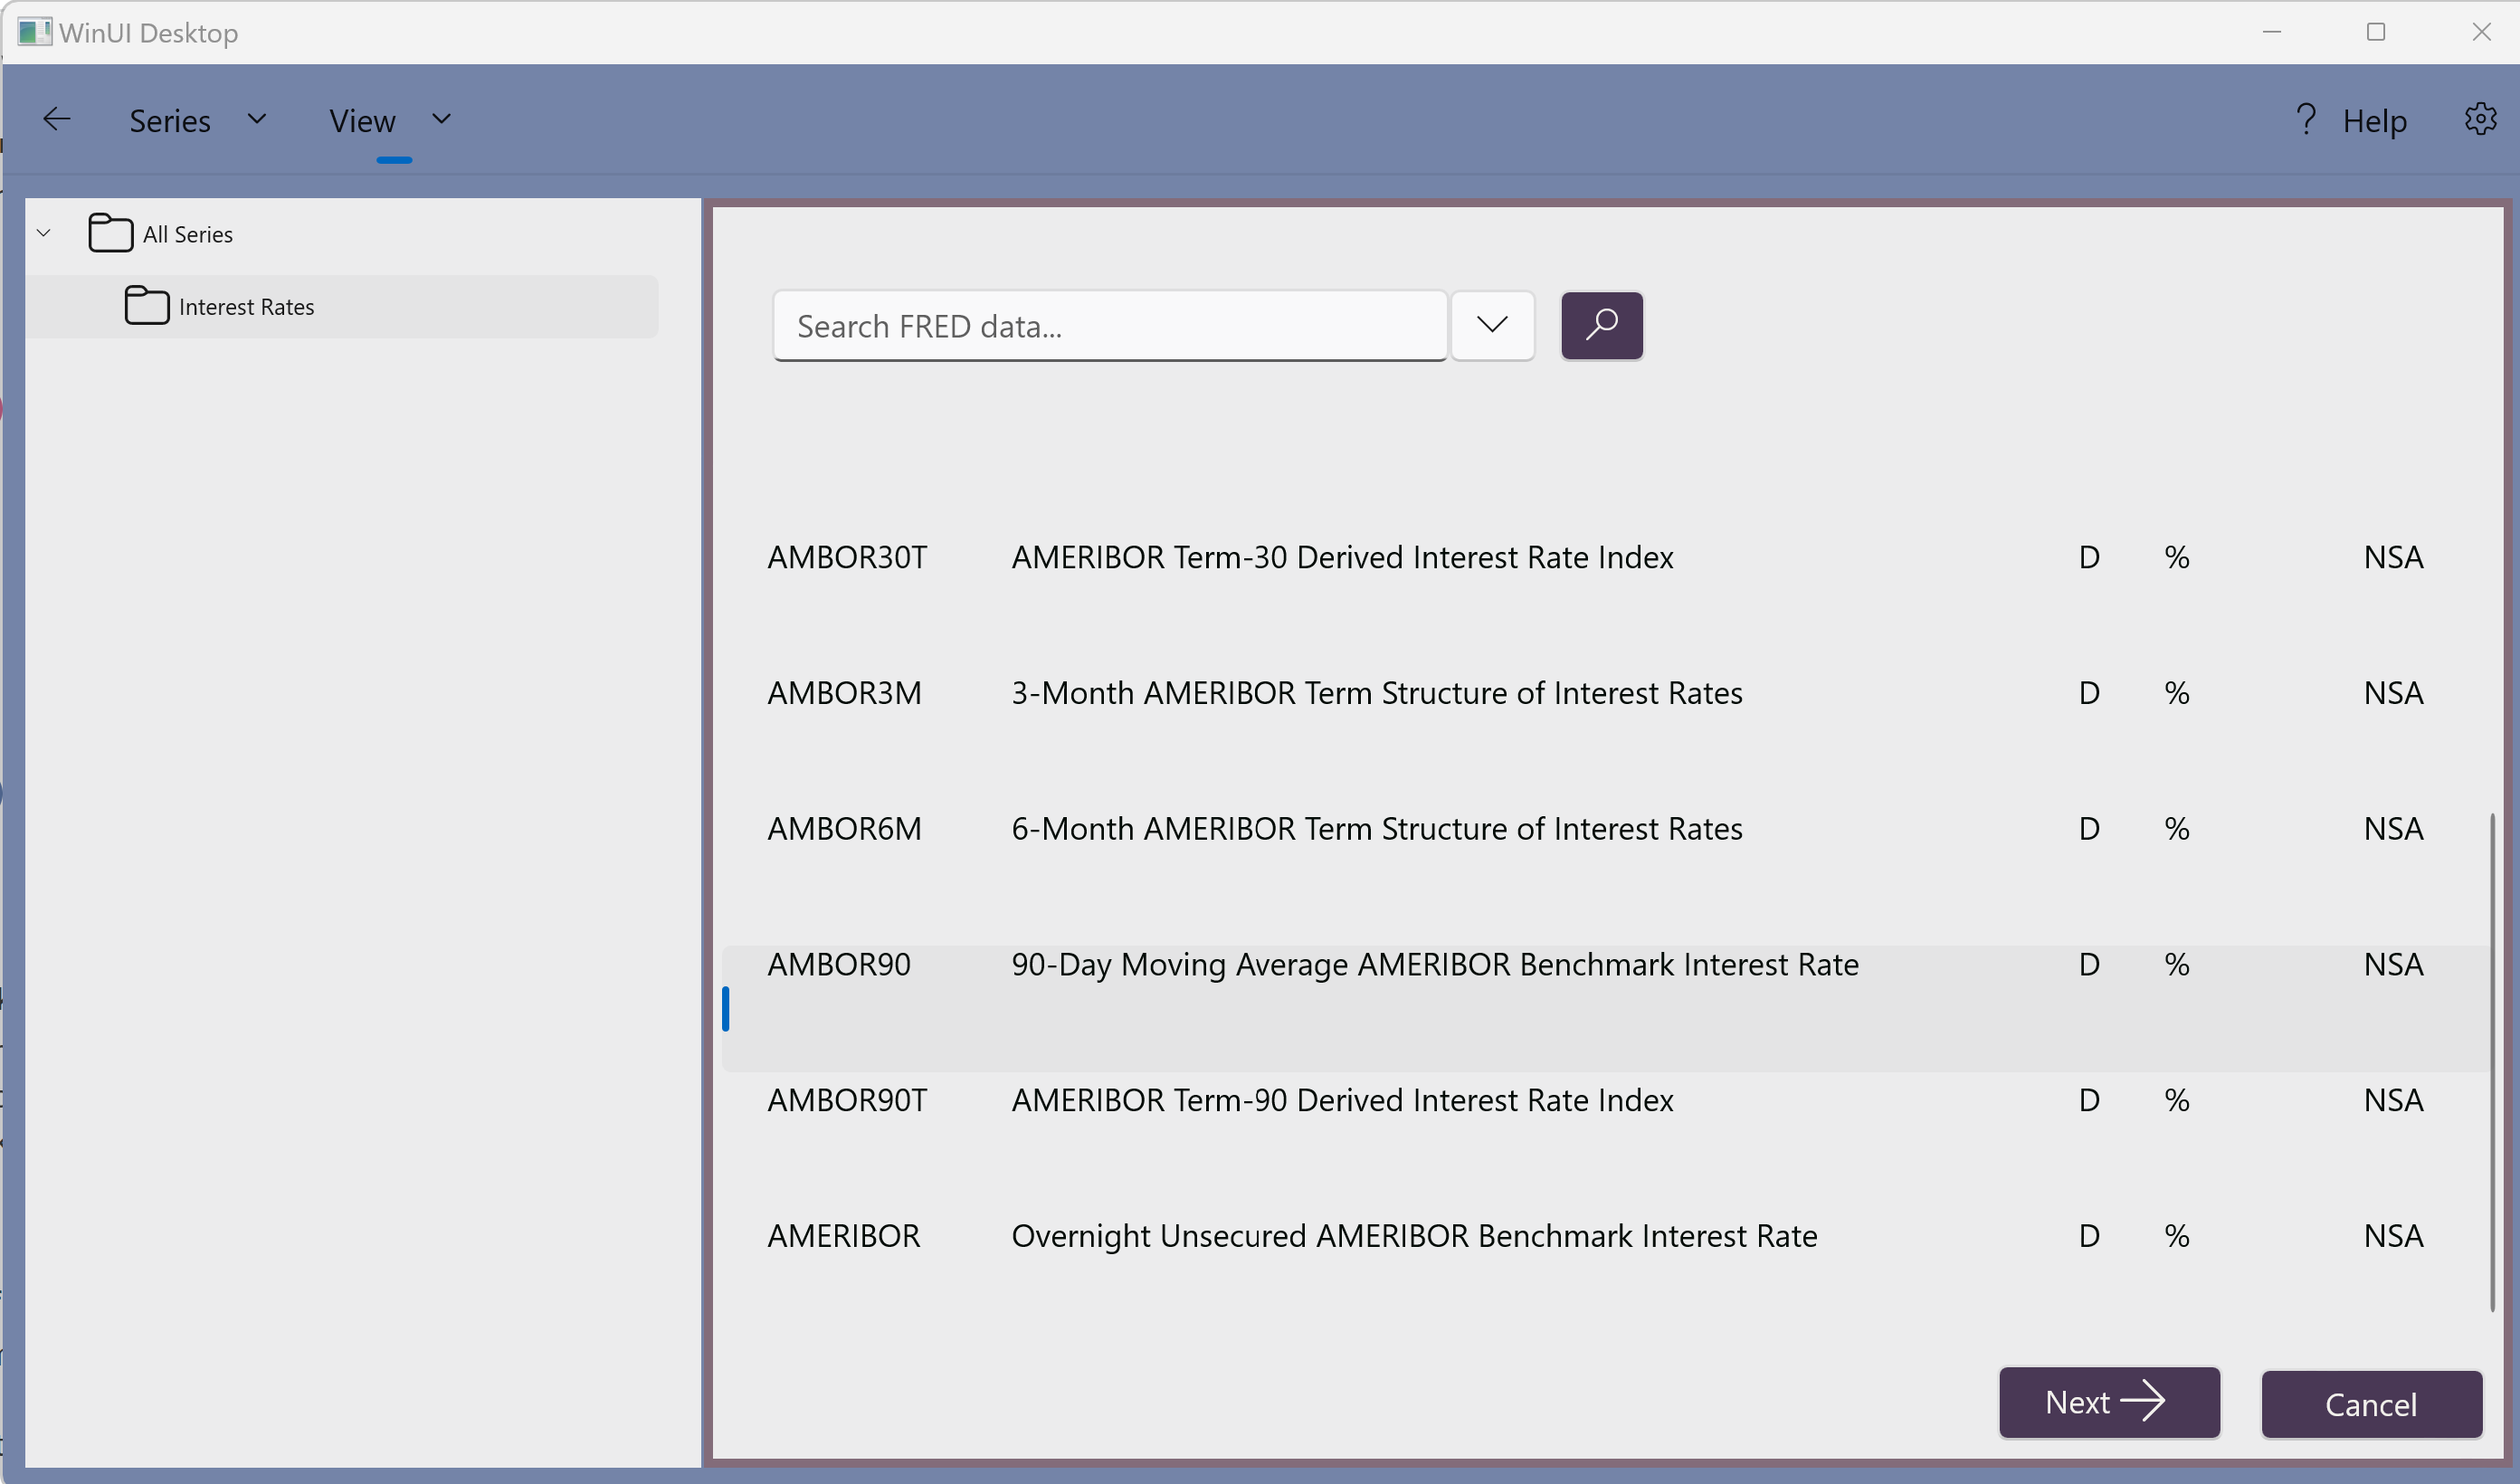 WinUI Desktop
Series View ? Help
All Series
Interest Rates
Search FRED data...
AMBOR30T AMERIBOR Term-30 Derived Interest Rate Index D % NSA
AMBOR3M 3-Month AMERIBOR Term Structure of Interest Rates D % NSA
AMBOR6M 6-Month AMERIBOR Term Structure of Interest Rates D % NSA
AMBOR90 90-Day Moving Average AMERIBOR Benchmark Interest Rate D % NSA
AMBOR90T AMERIBOR Term-90 Derived Interest Rate Index D % NSA
AMERIBOR Overnight Unsecured AMERIBOR Benchmark Interest Rate D % NSA
Next Cancel